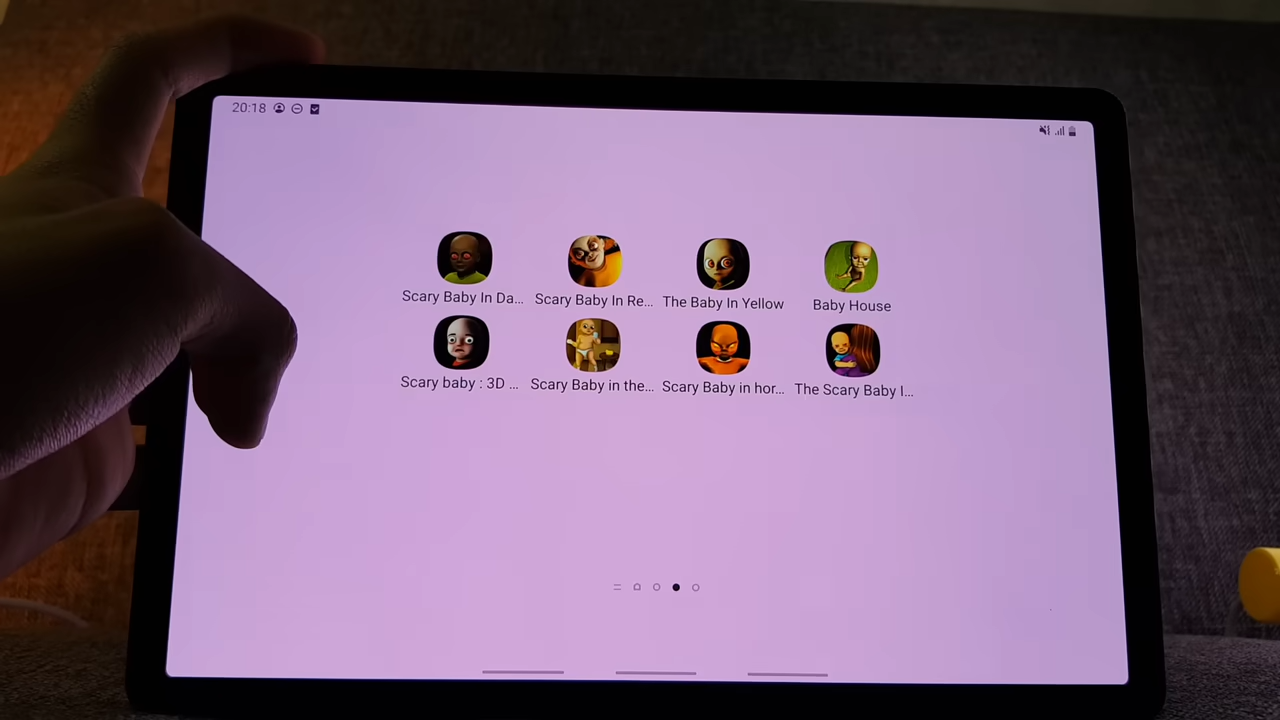 20:18
Scary Baby In Da...
Scary Baby In Re...
The Baby In Yellow
Baby House
Scary baby : 3D ...
Scary Baby in the...
Scary Baby in hor...
The Scary Baby I...